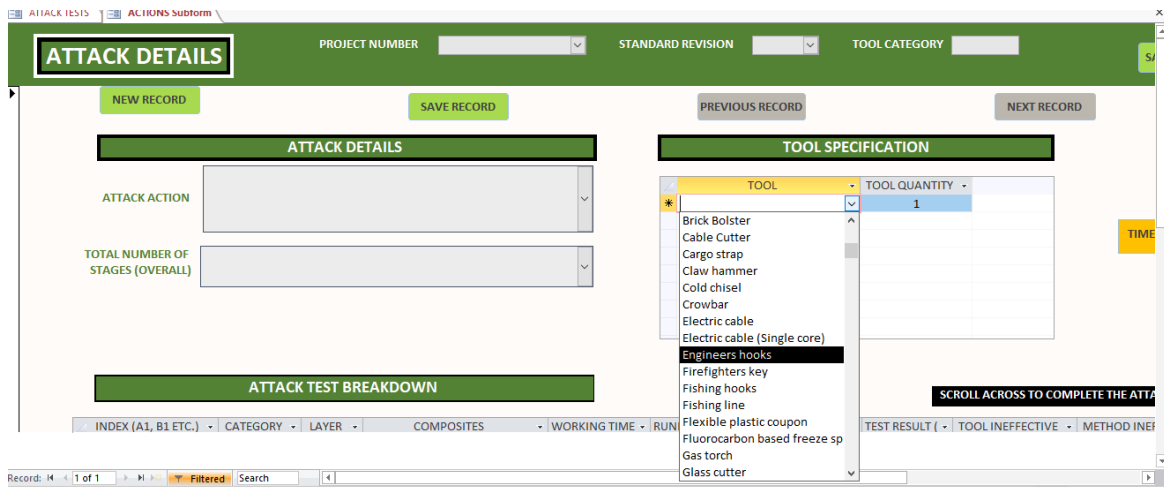 ATTACK TESTS
ACTIONS Subform
ATTACK DETAILS
PROJECT NUMBER
STANDARD REVISION
TOOL CATEGORY
NEW RECORD
SAVE RECORD
PREVIOUS RECORD
NEXT RECORD
ATTACK DETAILS
TOOL SPECIFICATION
ATTACK ACTION
TOTAL NUMBER OF
STAGES (OVERALL)
TOOL TOOL QUANTITY
1
Brick Bolster
Cable Cutter
Cargo strap
Claw hammer
Cold chisel
Crowbar
Electric cable
Electric cable (Single core)
Engineers hooks
Firefighters key
Fishing hooks
Fishing line
Flexible plastic coupon
Fluorocarbon based freeze sp
Gas torch
Glass cutter
TIME
ATTACK TEST BREAKDOWN
SCROLL ACROSS TO COMPLETE THE ATTA
INDEX (A1, B1 ETC.) CATEGORY LAYER COMPOSITES WORKING TIME RUN TEST RESULT ( TOOL INEFFECTIVE METHOD INEF
Record: 1 of 1 Filtered Search